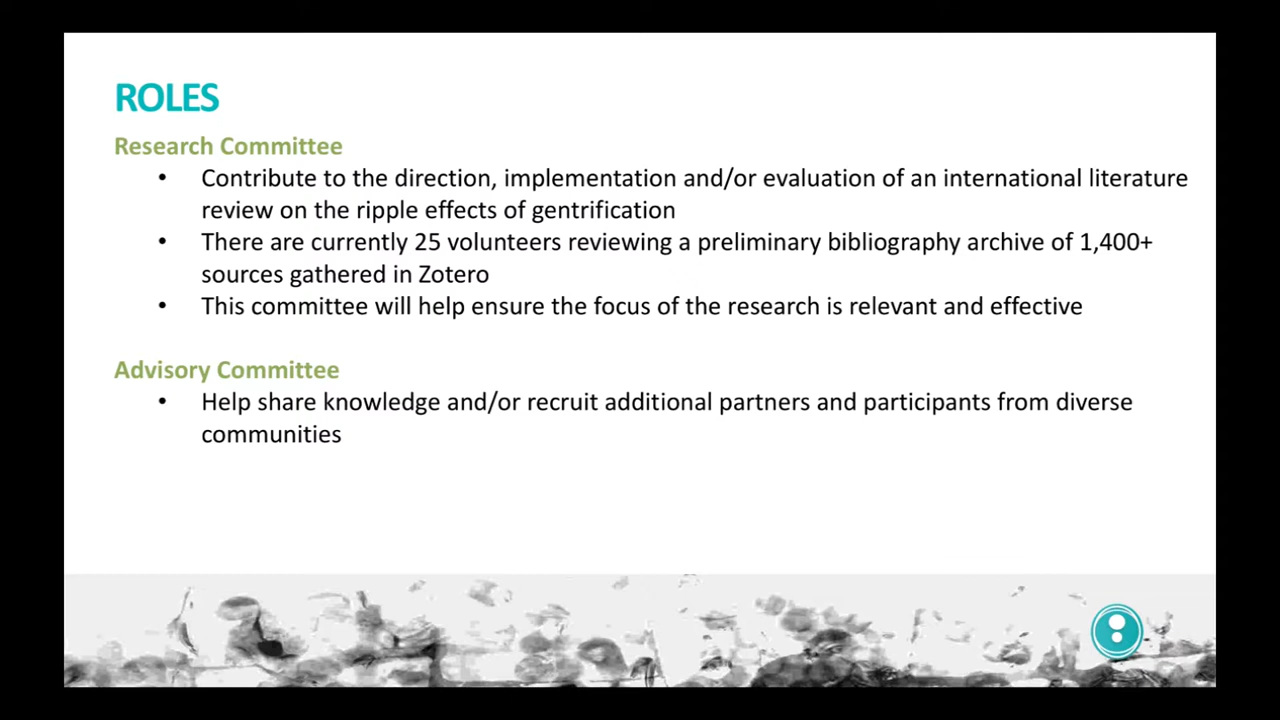 ROLES
Research Committee
• Contribute to the direction, implementation and/or evaluation of an international literature
review on the ripple effects of gentrification
• There are currently 25 volunteers reviewing a preliminary bibliography archive of 1,400+
sources gathered in Zotero
• This committee will help ensure the focus of the research is relevant and effective
Advisory Committee
• Help share knowledge and/or recruit additional partners and participants from diverse
communities